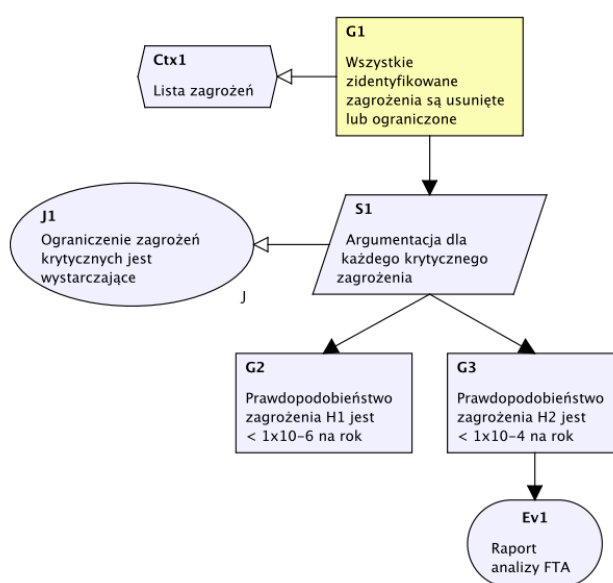 G1
Wszystkie
zidentyfikowane
zagrożenia są usunięte
lub ograniczone
Ctx1
Lista zagrożeń
J1
Ograniczenie zagrożeń
krytycznych jest
wystarczające
J
S1
Argumentacja dla
każdego krytycznego
zagrożenia
G2
Prawdopodobieństwo
zagrożenia H1 jest
< 1x10-6 na rok
G3
Prawdopodobieństwo
zagrożenia H2 jest
< 1x10-4 na rok
Ev1
Raport
analizy FTA